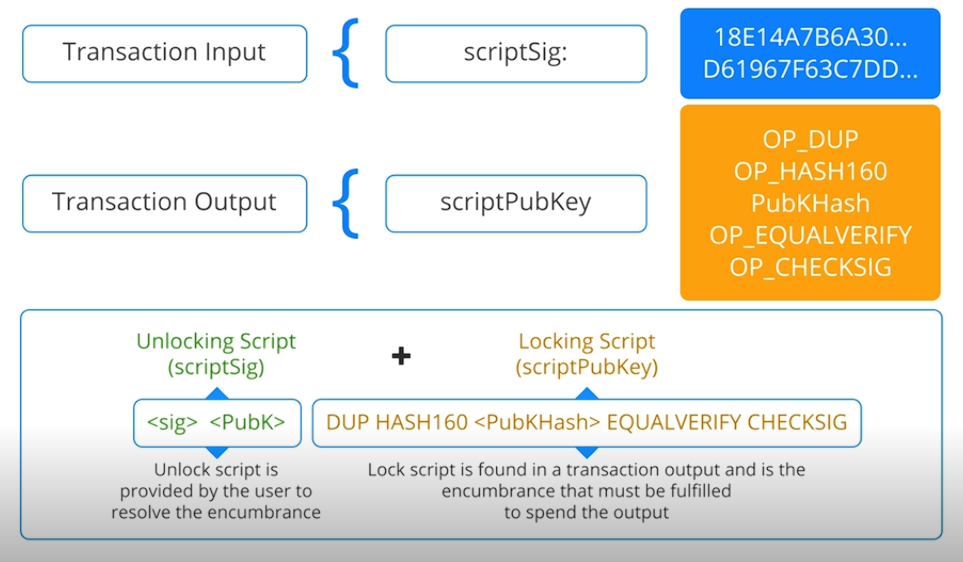 Transaction Input
scriptSig:
18E14A7B6A30...
D61967F63C7DD...
Transaction Output
scriptPubKey
OP_DUP
OP_HASH160
PubKHash
OP_EQUALVERIFY
OP_CHECKSIG
Unlocking Script
(scriptSig)
+
Locking Script
(scriptPubKey)
<sig> <PubK>
DUP HASH160 <PubKHash> EQUALVERIFY CHECKSIG
Unlock script is
provided by the user to
resolve the encumbrance
Lock script is found in a transaction output and is the
encumbrance that must be fulfilled
to spend the output